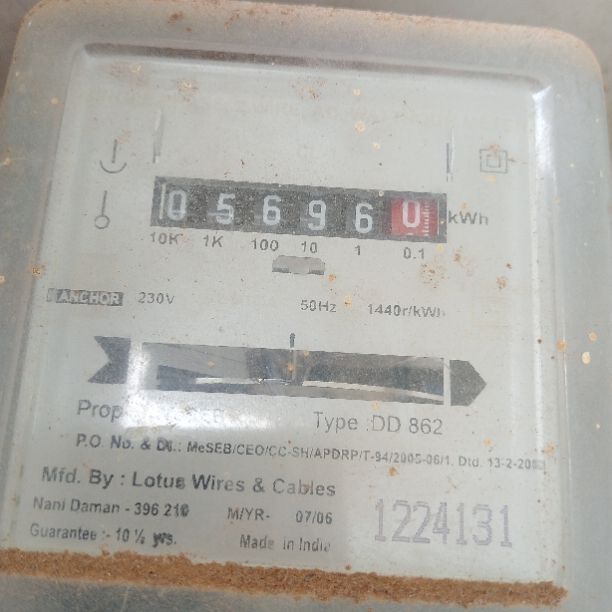 0 5 6 9 6 0 kWh
10K 1K 100 10 1 0.1
ANCHOR 230V 50Hz 1440r/kWh
Type :DD 862
P.O. No. & Dt.: MeSEB/CEO/CC-SH/APDRP/T-94/2005-06/1. Dtd. 13-2-
Mfd. By : Lotus Wires & Cables
Nani Daman - 396 210 M/YR- 07/06 1224131
Guarantee :- 10 ½ yrs. Made in India